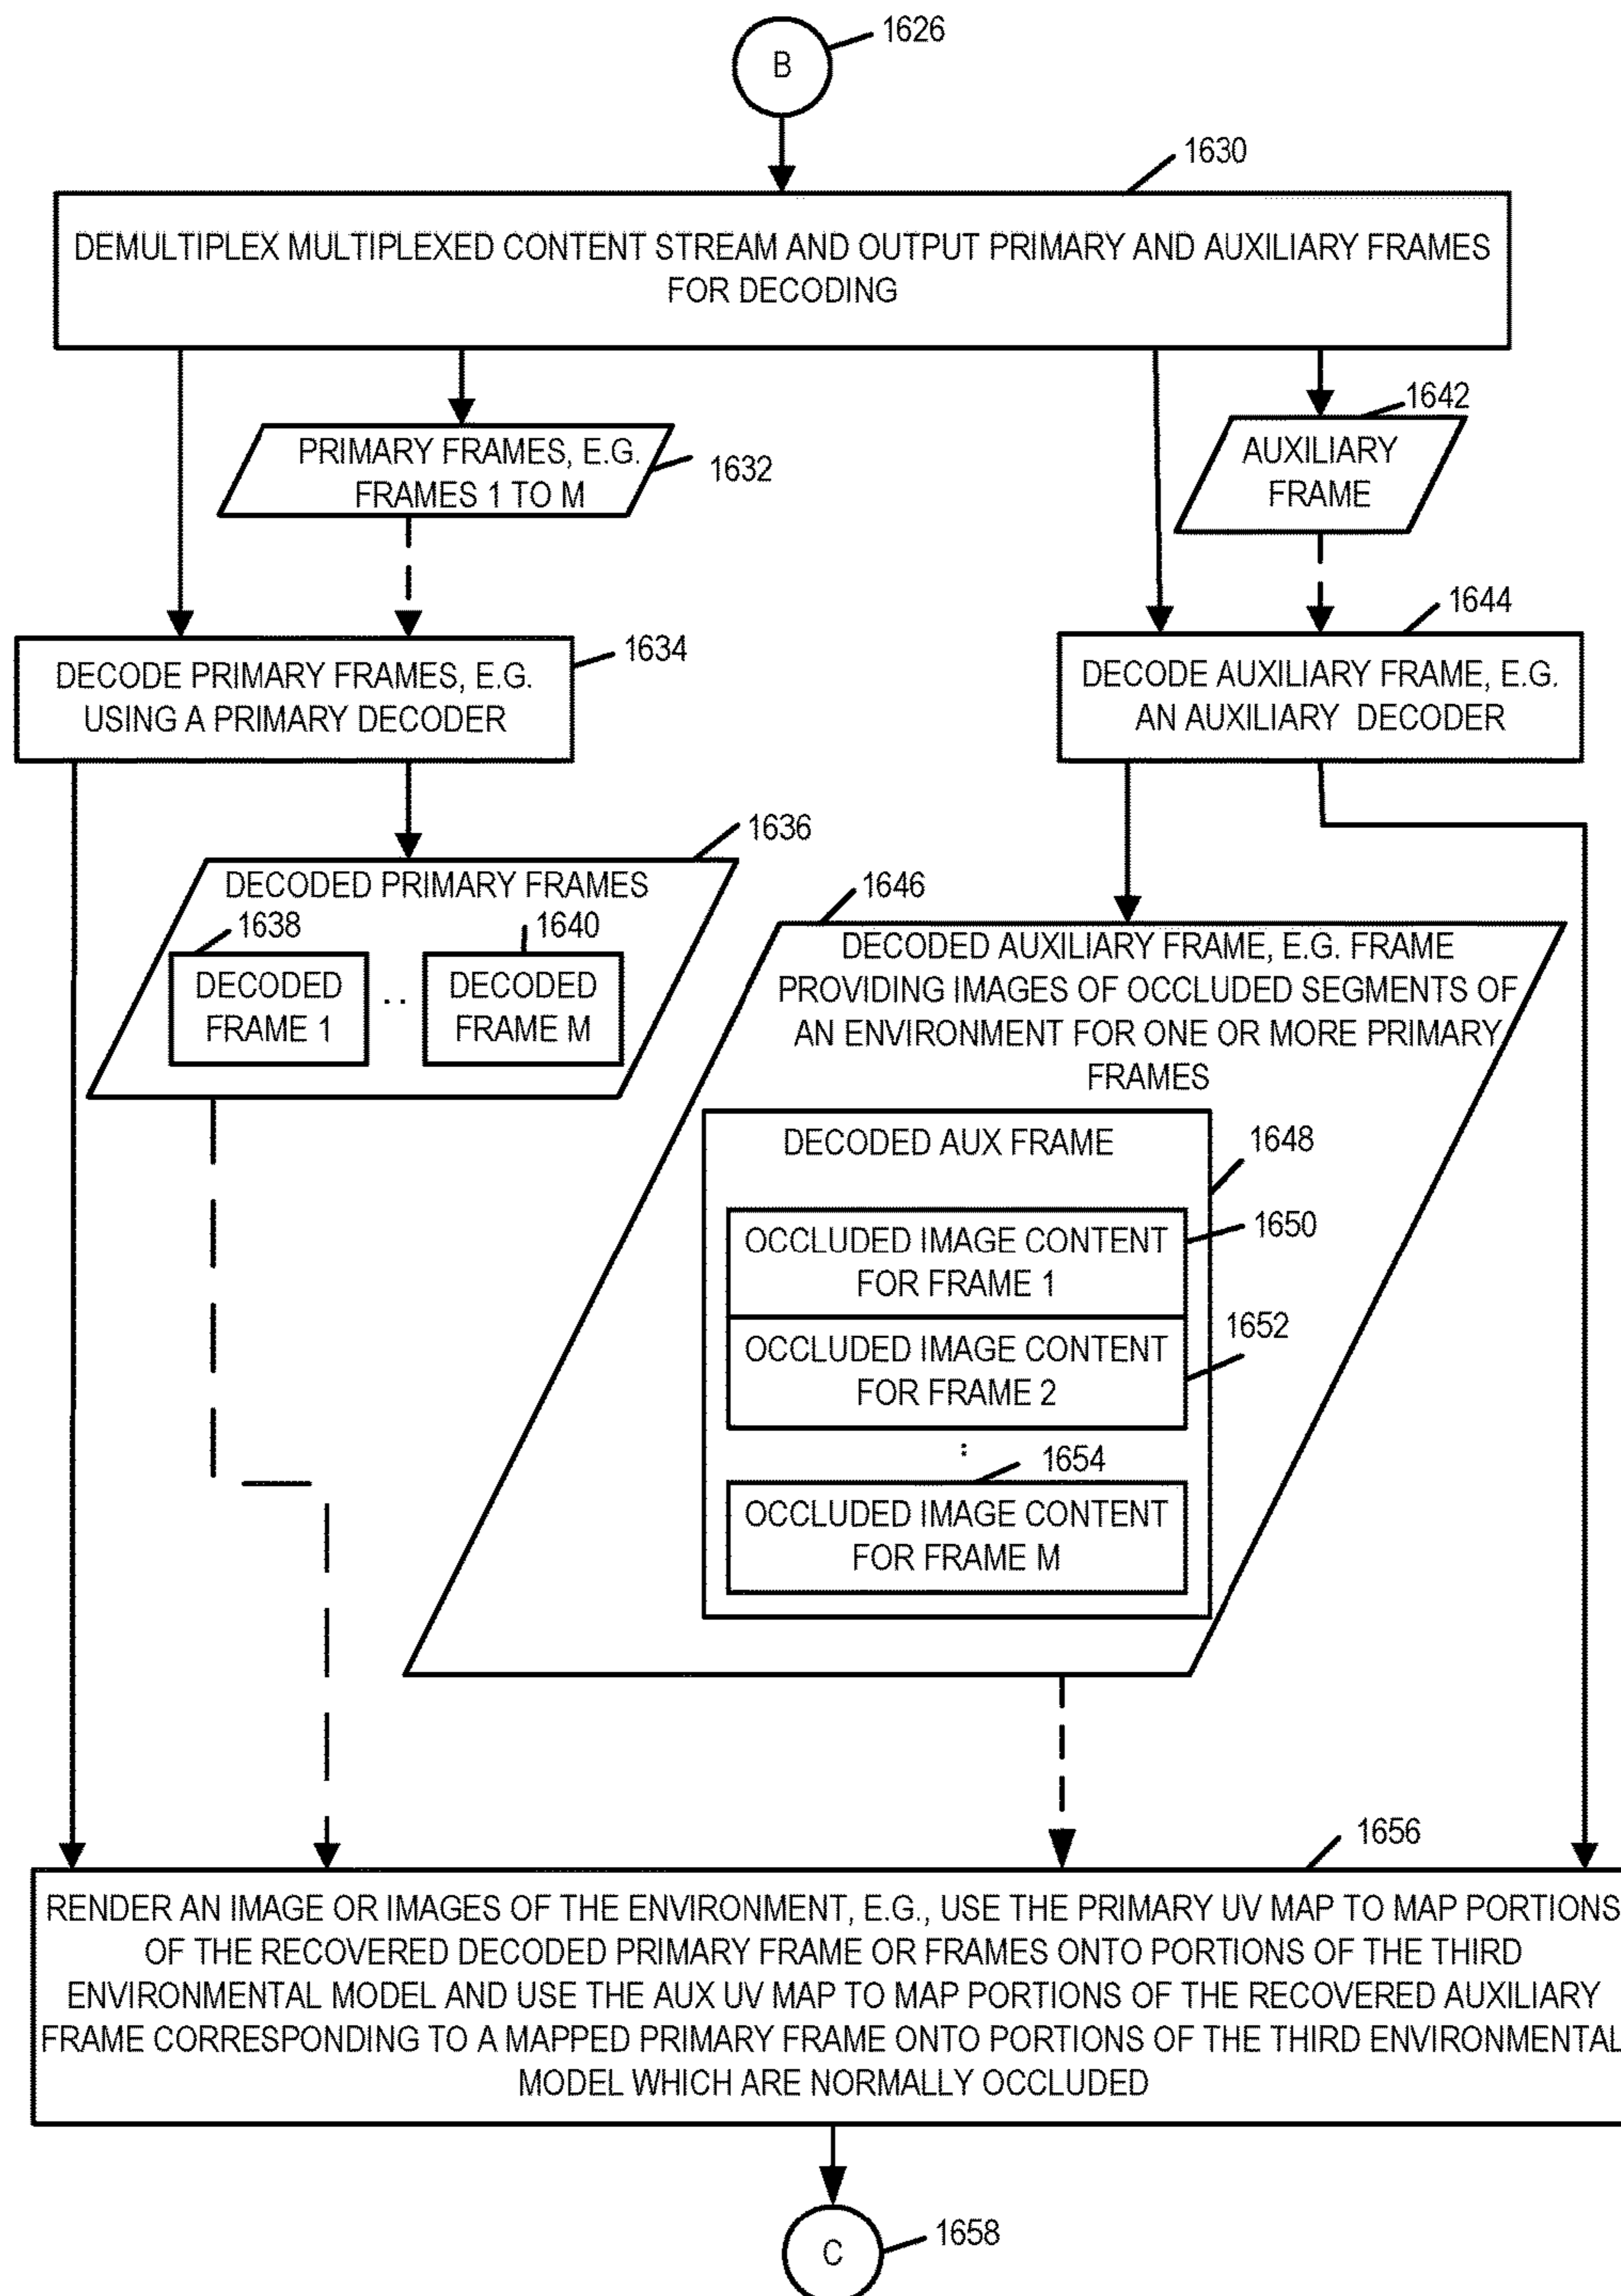 B
1626
1630
DEMULTIPLEX MULTIPLEXED CONTENT STREAM AND OUTPUT PRIMARY AND AUXILIARY FRAMES
FOR DECODING
PRIMARY FRAMES, E.G.
FRAMES 1 TO M
1632
1642
AUXILIARY
FRAME
1634
DECODE PRIMARY FRAMES, E.G.
USING A PRIMARY DECODER
1644
DECODE AUXILIARY FRAME, E.G.
AN AUXILIARY DECODER
1636
DECODED PRIMARY FRAMES
1638
DECODED
FRAME 1
..
1640
DECODED
FRAME M
1646
DECODED AUXILIARY FRAME, E.G. FRAME
PROVIDING IMAGES OF OCCLUDED SEGMENTS OF
AN ENVIRONMENT FOR ONE OR MORE PRIMARY
FRAMES
DECODED AUX FRAME
1648
OCCLUDED IMAGE CONTENT
FOR FRAME 1
1650
OCCLUDED IMAGE CONTENT
FOR FRAME 2
1652
:
1654
OCCLUDED IMAGE CONTENT
FOR FRAME M
1656
RENDER AN IMAGE OR IMAGES OF THE ENVIRONMENT, E.G., USE THE PRIMARY UV MAP TO MAP PORTIONS
OF THE RECOVERED DECODED PRIMARY FRAME OR FRAMES ONTO PORTIONS OF THE THIRD
ENVIRONMENTAL MODEL AND USE THE AUX UV MAP TO MAP PORTIONS OF THE RECOVERED AUXILIARY
FRAME CORRESPONDING TO A MAPPED PRIMARY FRAME ONTO PORTIONS OF THE THIRD ENVIRONMENTAL
MODEL WHICH ARE NORMALLY OCCLUDED
C
1658